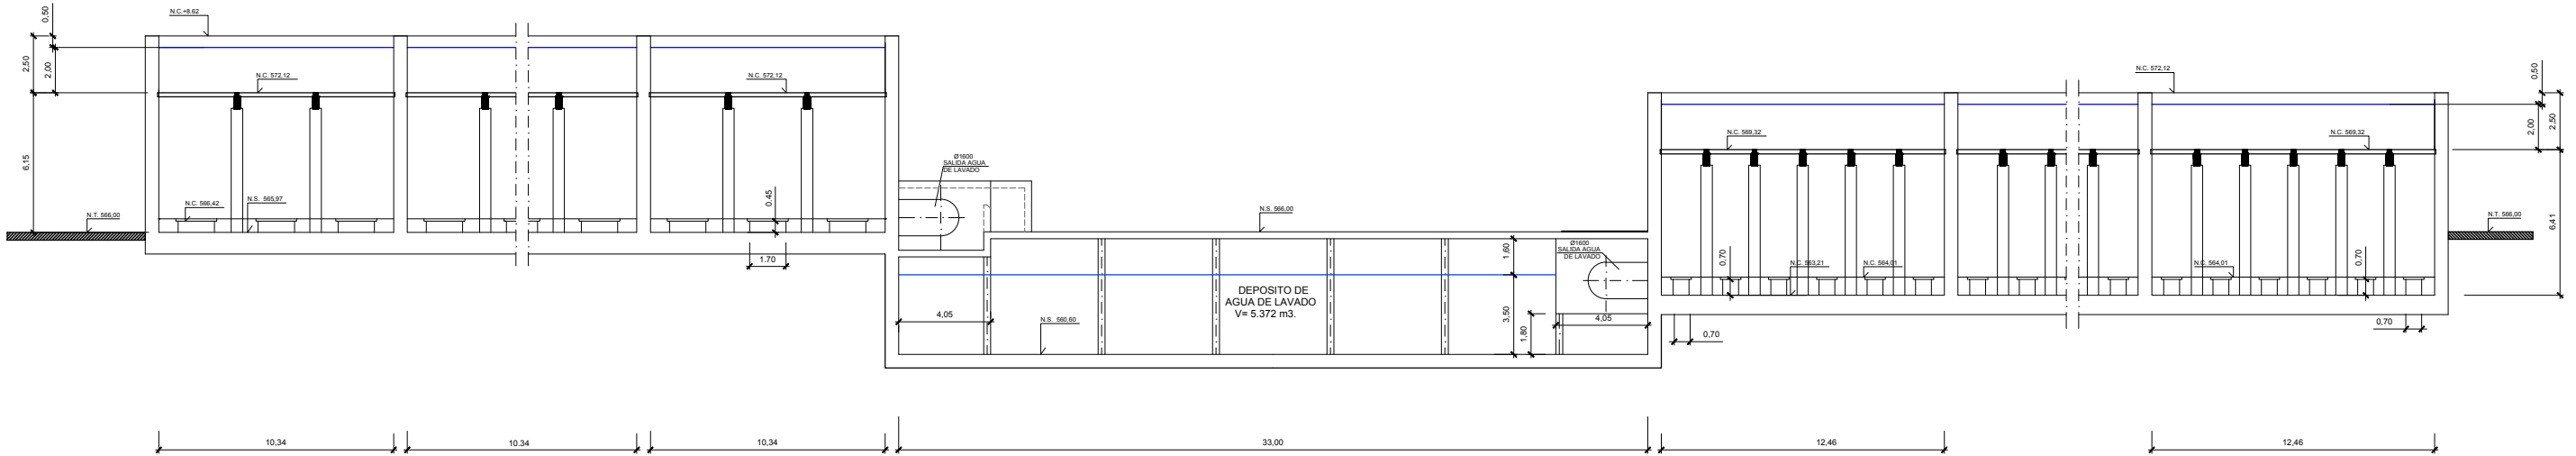 N.C.+8.62
0,50
2,50
2,00
6,15
N.C. 572,12
N.C. 572,12
N.C. 566,42
N.S. 565,97
N.T. 566,00
0.45
1.70
Ø1600
SALIDA AGUA
DE LAVADO
4,05
N.S. 560,60
N.S. 566,00
DEPOSITO DE
AGUA DE LAVADO
V= 5.372 m3.
1,60
3,50
1,80
Ø1600
SALIDA AGUA
DE LAVADO
4,05
N.C. 569,32
N.C. 572,12
N.C. 569,32
0,70
N.C. 563,21
N.C. 564,01
N.C. 564,01
0,70
0,70
0,70
0,50
2,00
2,50
6,41
N.T. 566,00
10,34
10.34
10,34
33,00
12,46
12,46